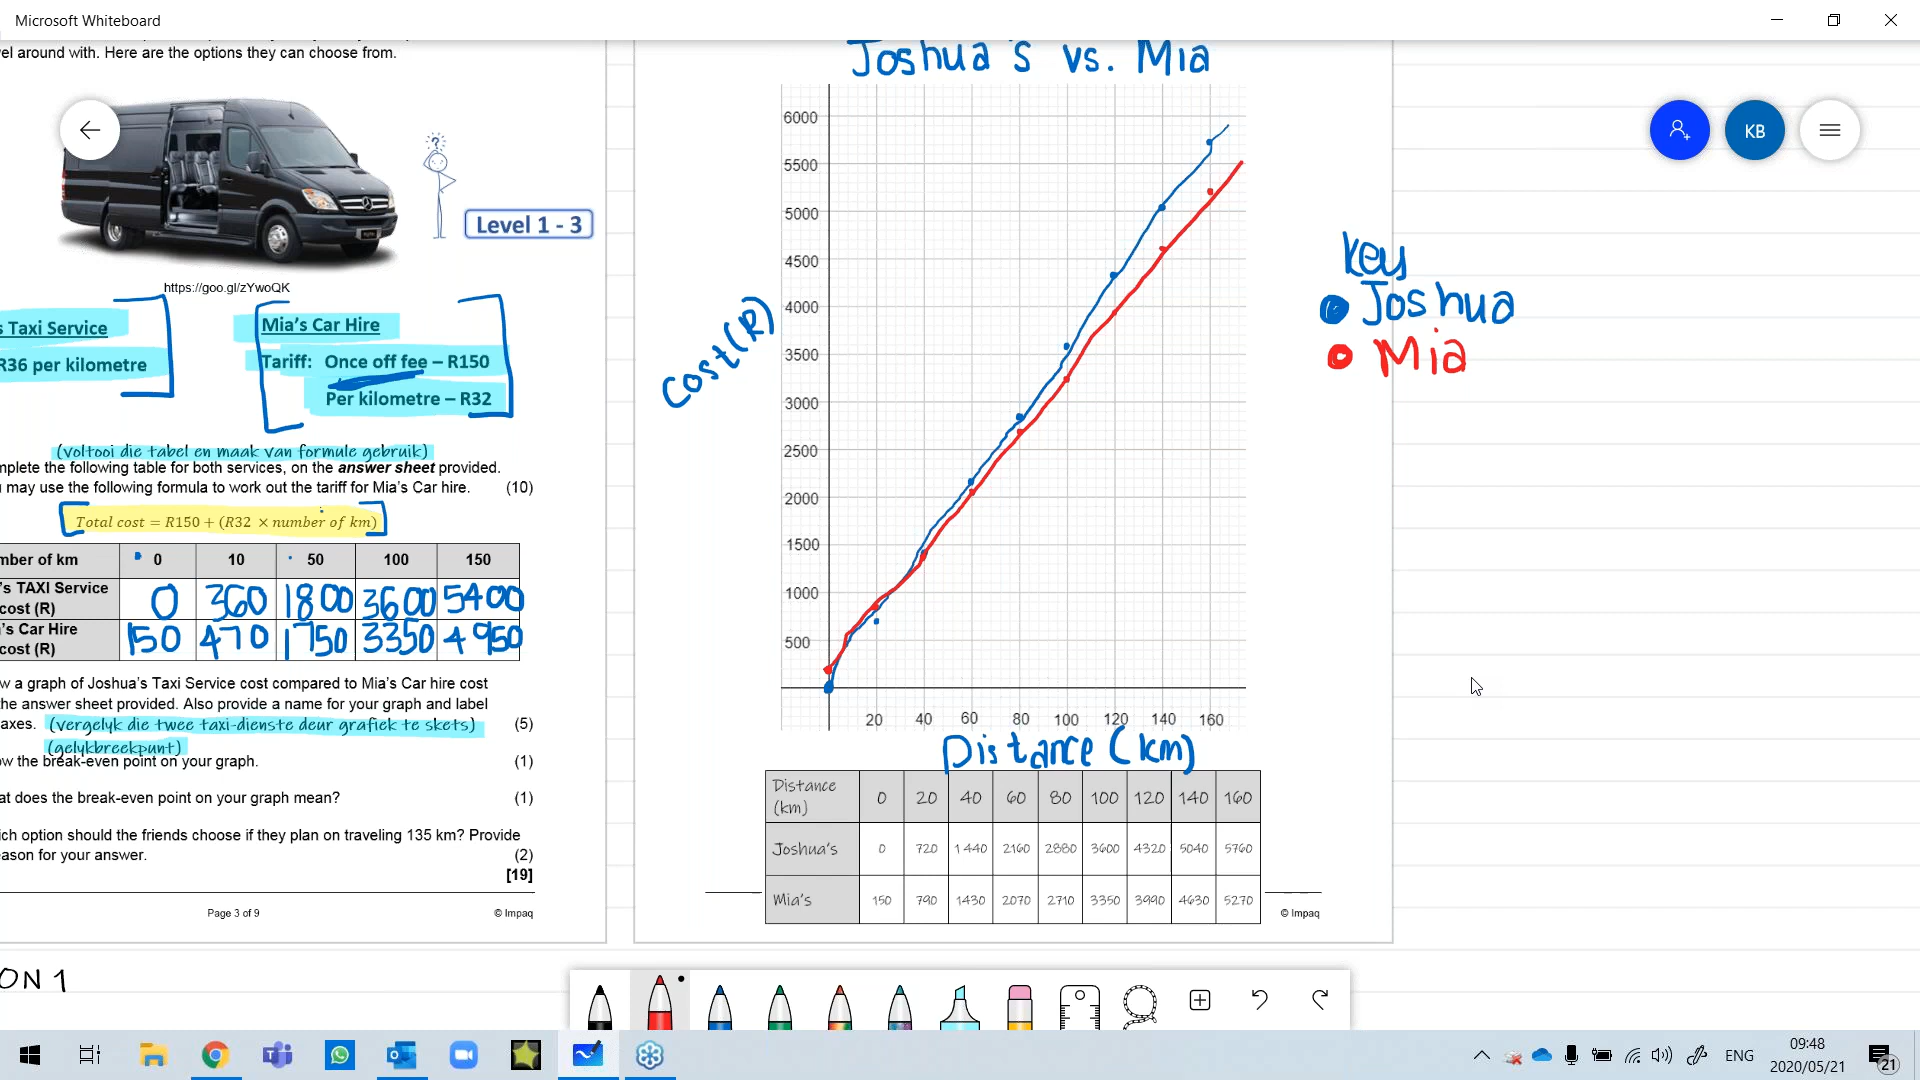 Microsoft Whiteboard
el around with. Here are the options they can choose from.
Level 1 - 3
https://goo.gl/zYwoQK
s Taxi Service
R36 per kilometre
Mia's Car Hire
Tariff: Once off fee – R150
Per kilometre – R32
(voltooi die tabel en maak van formule gebruik)
mplete the following table for both services, on the answer sheet provided.
u may use the following formula to work out the tariff for Mia's Car hire. (10)
Total cost = R150 + (R32 × number of km)
mber of km 0 10 50 100 150
's TAXI Service cost (R) 0 360 1800 3600 5400
's Car Hire cost (R) 150 470 1750 3350 4950
w a graph of Joshua's Taxi Service cost compared to Mia's Car hire cost
the answer sheet provided. Also provide a name for your graph and label
axes. (vergelyk die twee taxi-dienste deur grafiek te skets) (5)
(gelykbreekpunt)
ow the break-even point on your graph. (1)
at does the break-even point on your graph mean? (1)
ich option should the friends choose if they plan on traveling 135 km? Provide
eason for your answer. (2)
[19]
Page 3 of 9 © Impaq
ON 1
Joshua's vs. Mia
6000
5500
5000
4500
4000
3500
3000
2500
2000
1500
1000
500
Cost(R)
20 40 60 80 100 120 140 160
Distance (km)
Distance (km) 0 20 40 60 80 100 120 140 160
Joshua's 0 720 1440 2160 2880 3600 4320 5040 5760
Mia's 150 790 1430 2070 2710 3350 3990 4630 5270
© Impaq
KB
Key
Joshua
Mia
ENG
09:48
2020/05/21
21